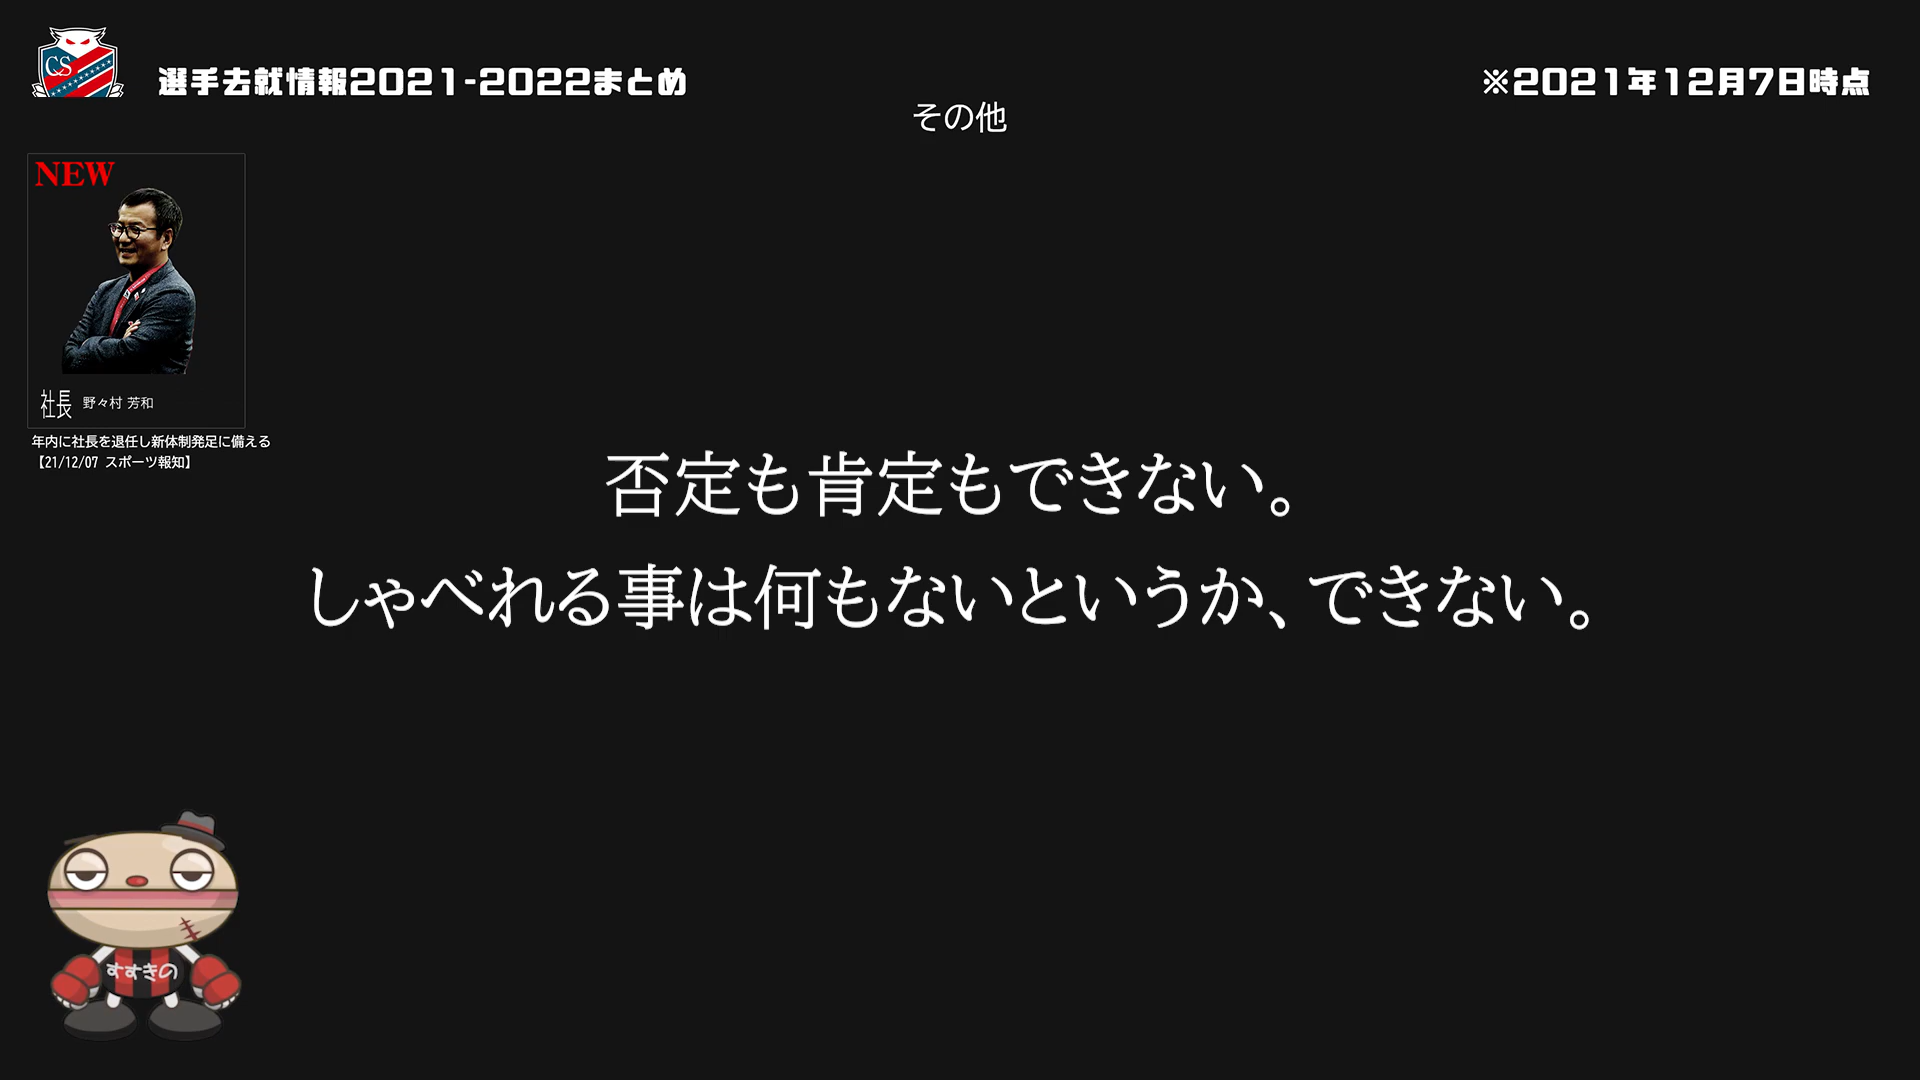 CS
選手去就情報2021-2022まとめ
※2021年12月7日時点
その他
NEW
社長 野々村 芳和
年内に社長を退任し新体制発足に備える
【21/12/07 スポーツ報知】
否定も肯定もできない。
しゃべれる事は何もないというか、できない。
すすきの